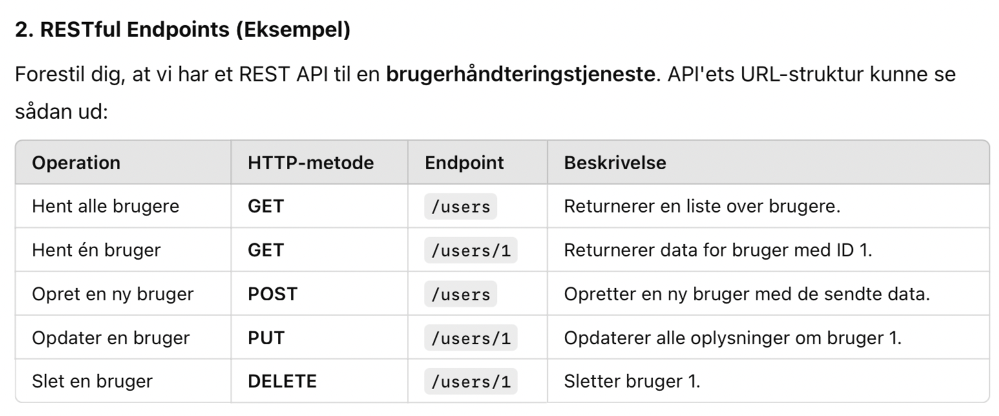 2. RESTful Endpoints (Eksempel)
Forestil dig, at vi har et REST API til en brugerhåndteringstjeneste. API'ets URL-struktur kunne se
sådan ud:
Operation HTTP-metode Endpoint Beskrivelse
Hent alle brugere GET /users Returnerer en liste over brugere.
Hent én bruger GET /users/1 Returnerer data for bruger med ID 1.
Opret en ny bruger POST /users Opretter en ny bruger med de sendte data.
Opdater en bruger PUT /users/1 Opdaterer alle oplysninger om bruger 1.
Slet en bruger DELETE /users/1 Sletter bruger 1.